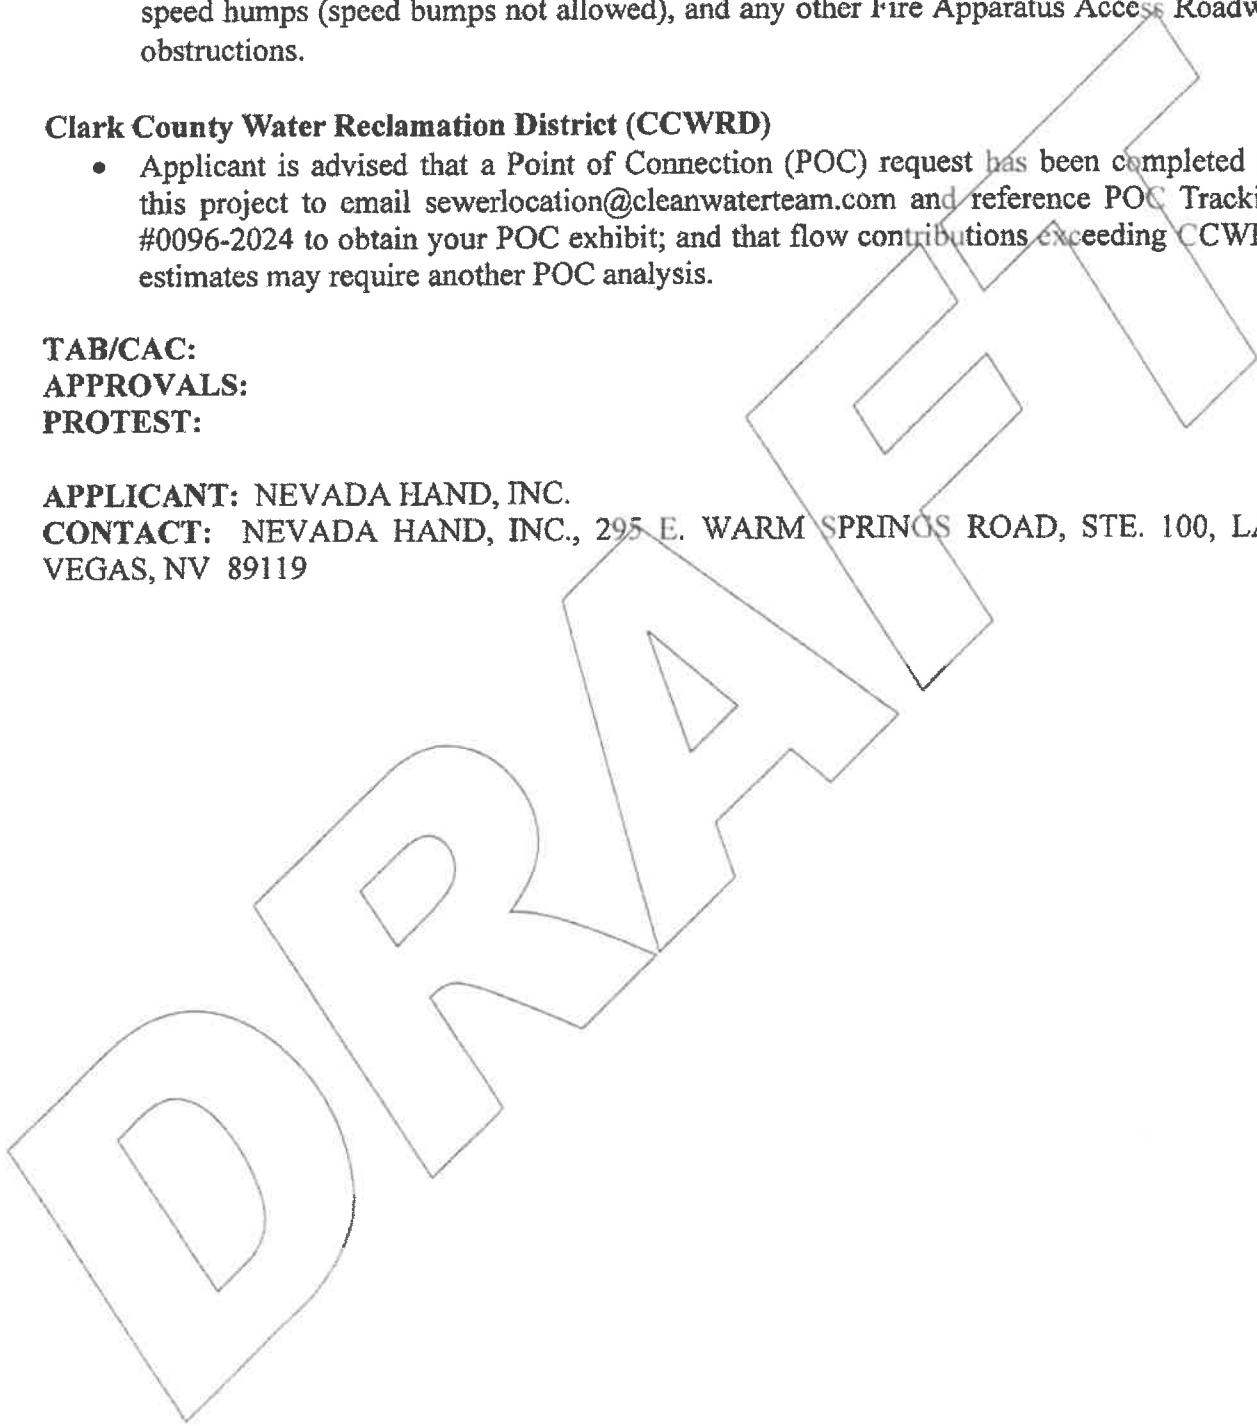 speed humps (speed bumps not allowed), and any other Fire Apparatus Access
obstructions.
Clark County Water Reclamation District (CCWRD)
• Applicant is advised that a Point of Connection (POC) request has been completed
this project to email sewerlocation@cleanwaterteam.com and reference POC
#0096-2024 to obtain your POC exhibit; and that flow contributions exceeding
estimates may require another POC analysis.
TAB/CAC:
APPROVALS:
PROTEST:
APPLICANT: NEVADA HAND, INC.
CONTACT: NEVADA HAND, INC., 295 E. WARM SPRINGS ROAD, STE. 100,
VEGAS, NV 89119
DRAFT